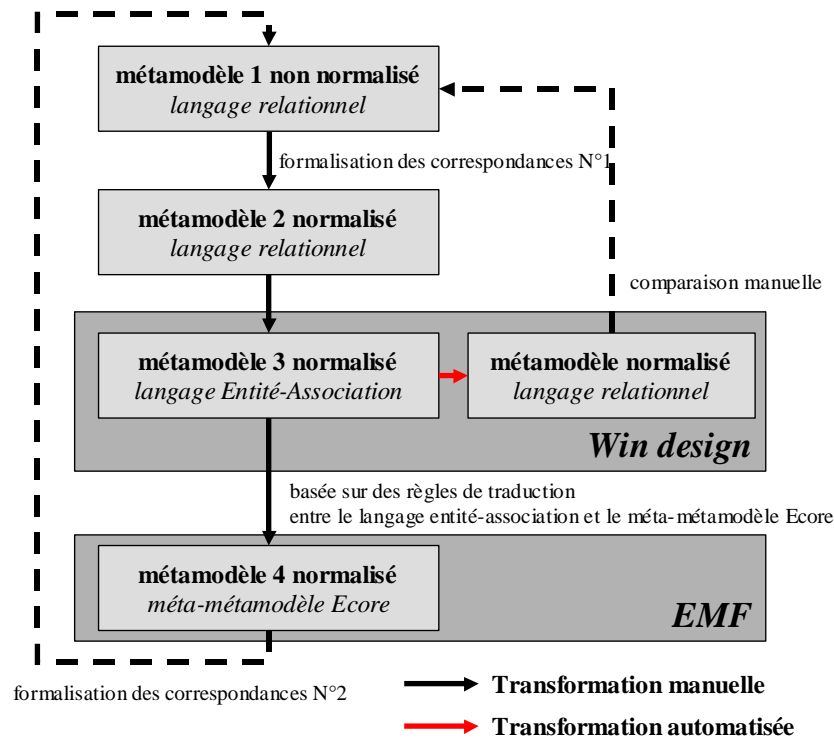 métamodèle 1 non normalisé
langage relationnel
formalisation des correspondances N°1
métamodèle 2 normalisé
langage relationnel
comparaison manuelle
métamodèle 3 normalisé
langage Entité-Association
métamodèle normalisé
langage relationnel
Win design
basée sur des règles de traduction
entre le langage entité-association et le méta-métamodèle Ecore
métamodèle 4 normalisé
méta-métamodèle Ecore
EMF
formalisation des correspondances N°2
Transformation manuelle
Transformation automatisée